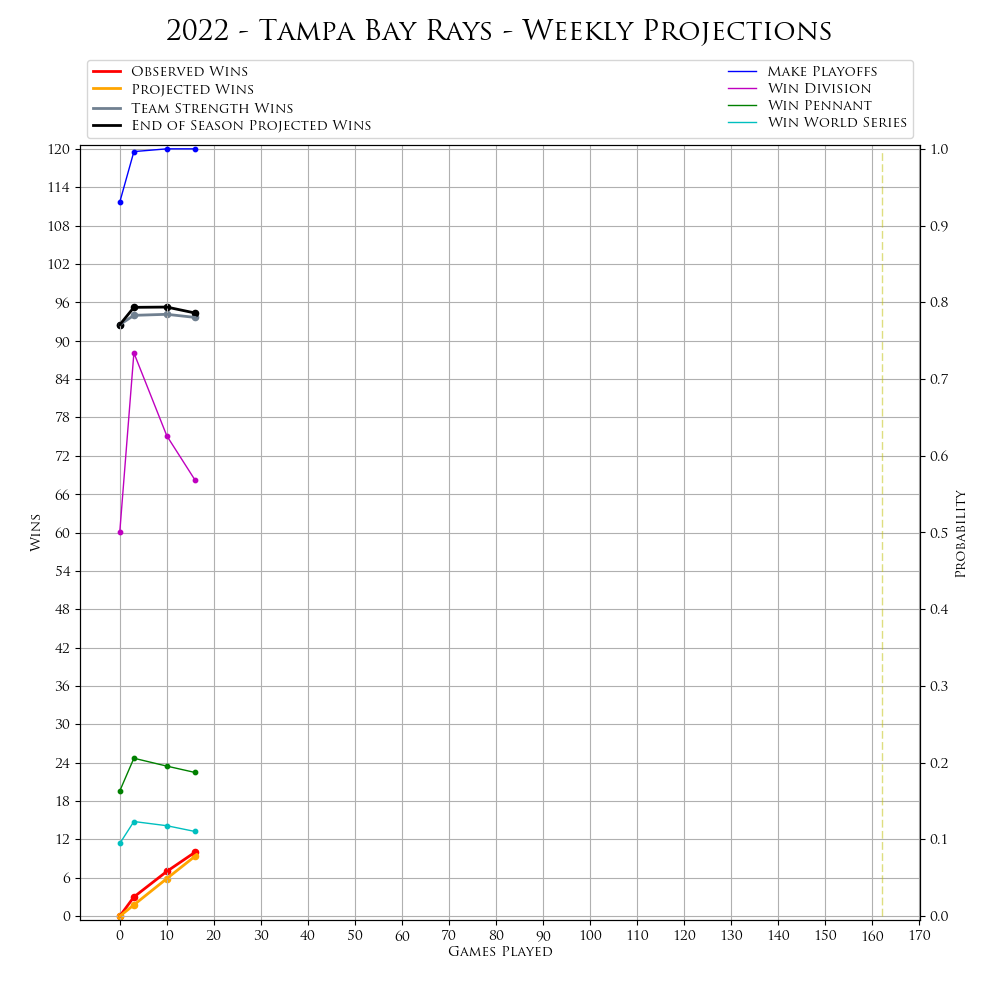 2022 - Tampa Bay Rays - Weekly Projections
Observed Wins
Projected Wins
Team Strength Wins
End of Season Projected Wins
Make Playoffs
Win Division
Win Pennant
Win World Series
120
114
108
102
96
90
84
78
72
66
60
54
48
42
36
30
24
18
12
6
0
Wins
1.0
0.9
0.8
0.7
0.6
0.5
0.4
0.3
0.2
0.1
0.0
Probability
0 10 20 30 40 50 60 70 80 90 100 110 120 130 140 150 160 170
Games Played